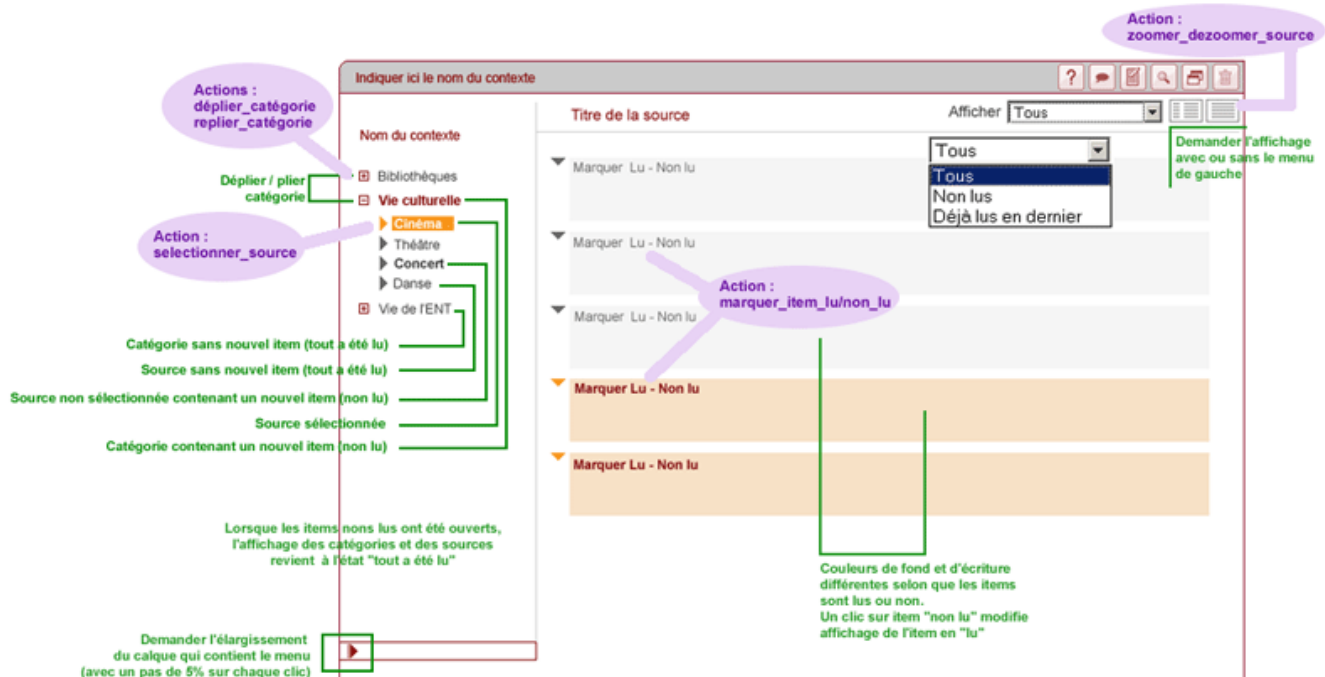 Action :
zoomer_dezoomer_source
Indiquer ici le nom du contexte
?
Actions :
déplier_catégorie
replier_catégorie
Titre de la source
Afficher
Tous
Nom du contexte
Demander l'affichage
avec ou sans le menu
de gauche
Tous
Tous
Non lus
Déjà lus en dernier
Marquer Lu - Non lu
Bibliothèques
Déplier / plier
catégorie
Vie culturelle
Cinéma
Action :
selectionner_source
Théâtre
Concert
Danse
Marquer Lu - Non lu
Action :
marquer_item_lu/non_lu
Vie de l'ENT
Marquer Lu - Non lu
Catégorie sans nouvel item (tout a été lu)
Source sans nouvel item (tout a été lu)
Source non sélectionnée contenant un nouvel item (non lu)
Source sélectionnée
Catégorie contenant un nouvel item (non lu)
Marquer Lu - Non lu
Marquer Lu - Non lu
Lorsque les items nons lus ont été ouverts,
l'affichage des catégories et des sources
revient à l'état "tout a été lu"
Couleurs de fond et d'écriture
différentes selon que les items
sont lus ou non.
Un clic sur item "non lu" modifie
affichage de l'item en "lu"
Demander l'élargissement
du calque qui contient le menu
(avec un pas de 5% sur chaque clic)